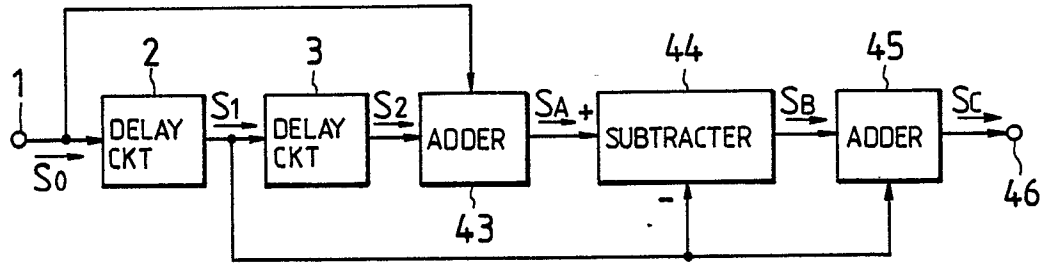 1
2
3
44
45
S0
DELAY
CKT
S1
DELAY
CKT
S2
ADDER
SA
+
SUBTRACTER
-
SB
ADDER
SC
43
46